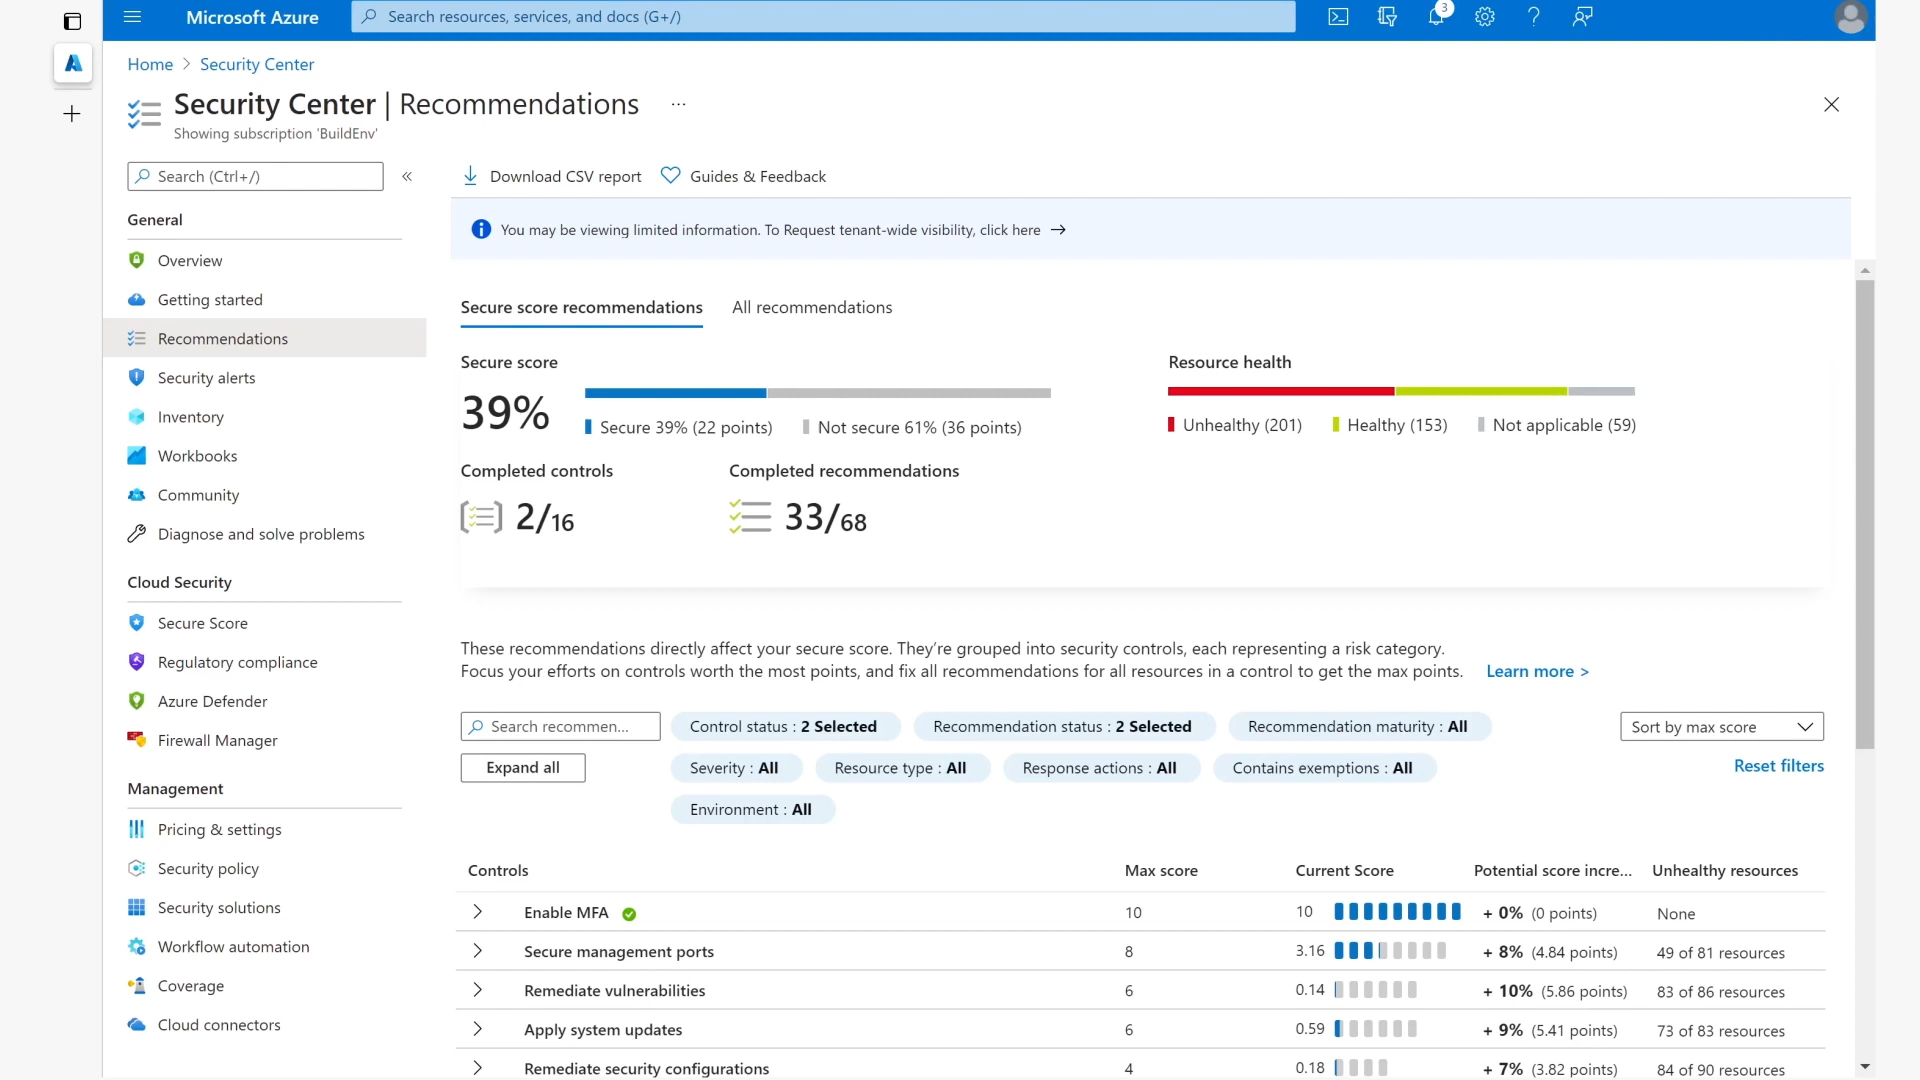 Microsoft Azure
Search resources, services, and docs (G+/)
3
Home > Security Center
Security Center | Recommendations ...
Showing subscription 'BuildEnv'
Search (Ctrl+/)
«
General
Overview
Getting started
Recommendations
Security alerts
Inventory
Workbooks
Community
Diagnose and solve problems
Cloud Security
Secure Score
Regulatory compliance
Azure Defender
Firewall Manager
Management
Pricing & settings
Security policy
Security solutions
Workflow automation
Coverage
Cloud connectors
Download CSV report
Guides & Feedback
You may be viewing limited information. To Request tenant-wide visibility, click here →
Secure score recommendations
All recommendations
Secure score
39%
Secure 39% (22 points)
Not secure 61% (36 points)
Resource health
Unhealthy (201)
Healthy (153)
Not applicable (59)
Completed controls
2/16
Completed recommendations
33/68
These recommendations directly affect your secure score. They’re grouped into security controls, each representing a risk category.
Focus your efforts on controls worth the most points, and fix all recommendations for all resources in a control to get the max points. Learn more >
Search recommen...
Control status : 2 Selected
Recommendation status : 2 Selected
Recommendation maturity : All
Sort by max score
Expand all
Severity : All
Resource type : All
Response actions : All
Contains exemptions : All
Reset filters
Environment : All
Controls Max score Current Score Potential score incre... Unhealthy resources
Enable MFA 10 10 + 0% (0 points) None
Secure management ports 8 3.16 + 8% (4.84 points) 49 of 81 resources
Remediate vulnerabilities 6 0.14 + 10% (5.86 points) 83 of 86 resources
Apply system updates 6 0.59 + 9% (5.41 points) 73 of 83 resources
Remediate security configurations 4 0.18 + 7% (3.82 points) 84 of 90 resources